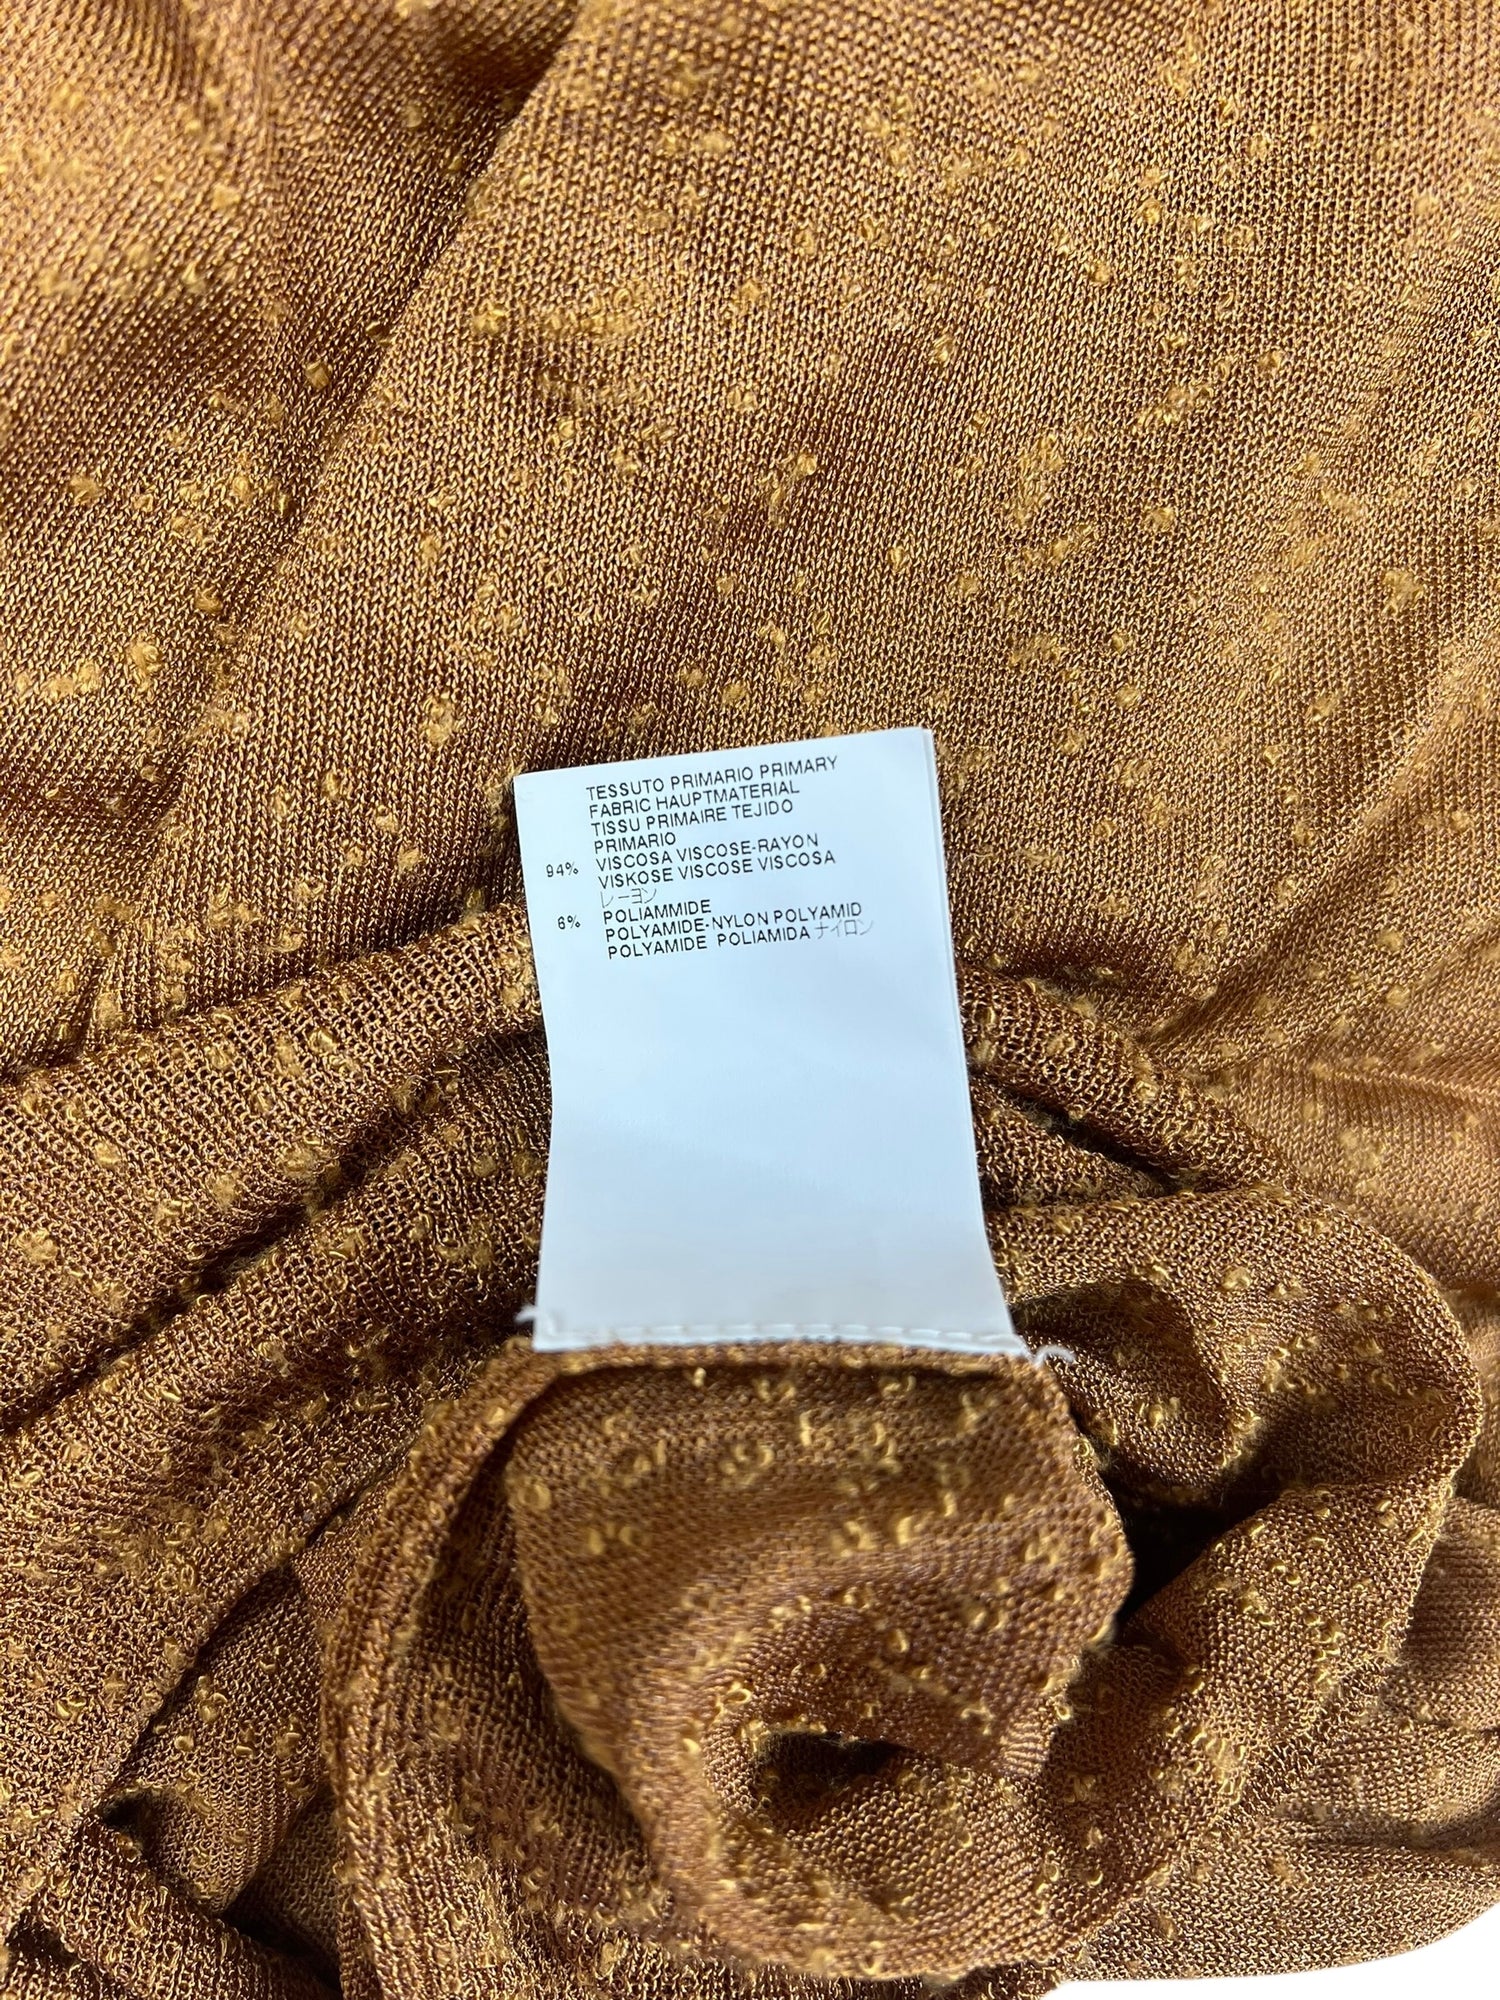 TESSUTO PRIMARIO PRIMARY
FABRIC HAUPTMATERIAL
TISSU PRIMAIRE TEJIDO
PRIMARIO
94% VISCOSA VISCOSE-RAYON
VISKOSE VISCOSE VISCOSA
レーヨン
6% POLIAMMIDE
POLYAMIDE-NYLON POLYAMID
POLYAMIDE POLIAMIDA ナイロン